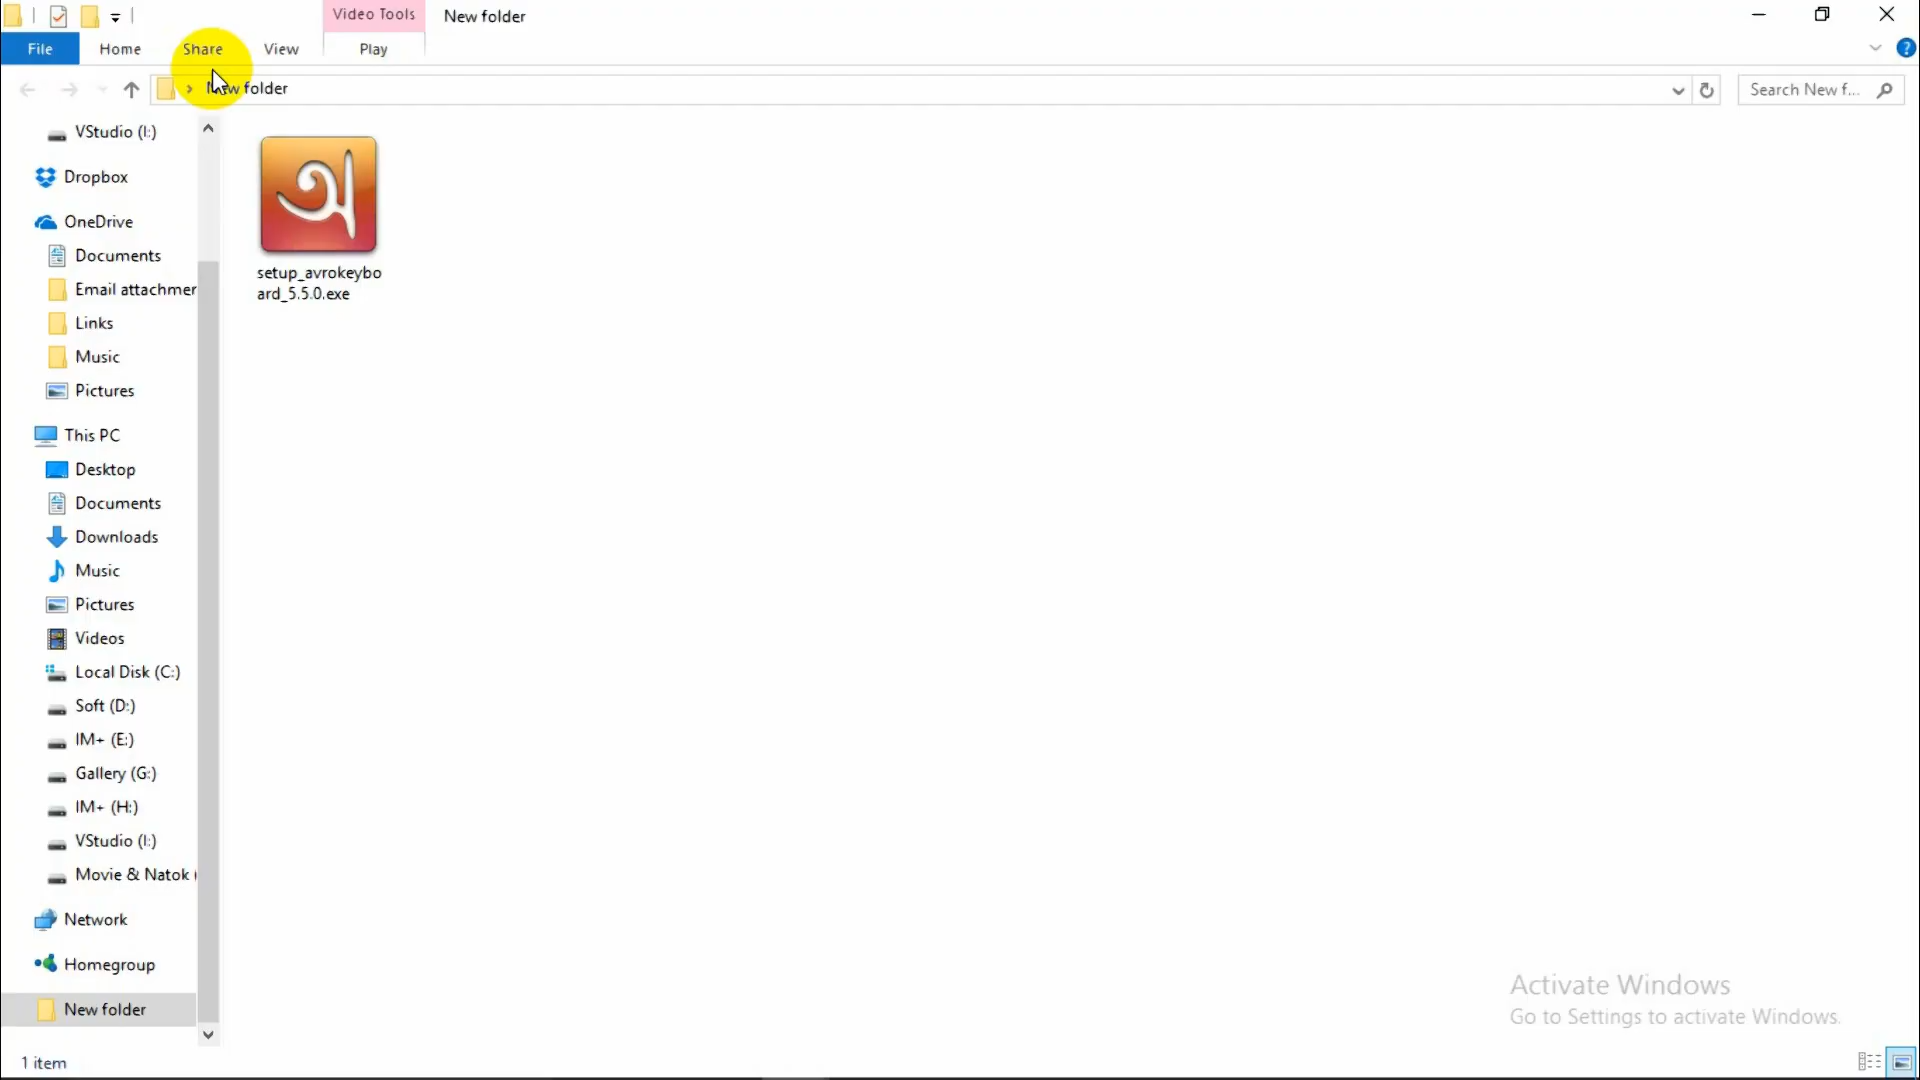 Video Tools
New folder
File
Home
Share
View
Play
New folder
Search New f...
VStudio (I:)
Dropbox
OneDrive
Documents
Email attachmen
Links
Music
Pictures
This PC
Desktop
Documents
Downloads
Music
Pictures
Videos
Local Disk (C:)
Soft (D:)
IM+ (E:)
Gallery (G:)
IM+ (H:)
VStudio (I:)
Movie & Natok (
Network
Homegroup
New folder
অ
setup_avrokeybo
ard_5.5.0.exe
Activate Windows
Go to Settings to activate Windows.
1 item